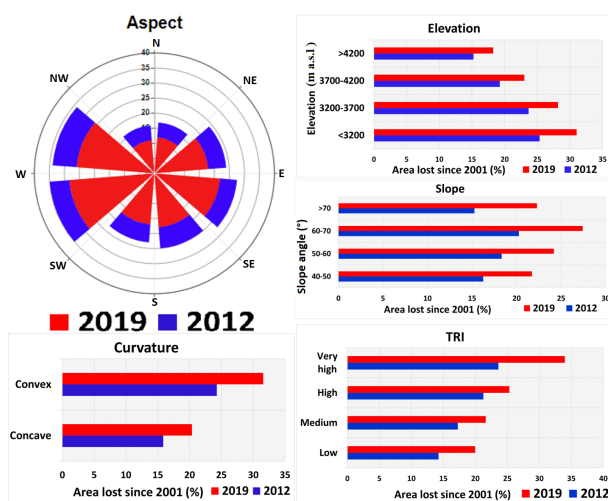 Aspect
N
NE
E
SE
S
SW
W
NW
40
35
30
25
20
15
10
5
0
2019 2012
Elevation
Elevation (m a.s.l)
>4200
3700-4200
3200-3700
<3200
0 5 10 15 20 25 30 35
Area lost since 2001 (%)
2019 2012
Slope
Slope angle (°)
>70
60-70
50-60
40-50
0 5 10 15 20 25 30
Area lost since 2001 (%)
2019 2012
Curvature
Convex
Concave
0 5 10 15 20 25 30 35
Area lost since 2001 (%)
TRI
Very
high
High
Medium
Low
0 5 10 15 20 25 30 35 40
Area lost since 2001 (%)
2019 2012